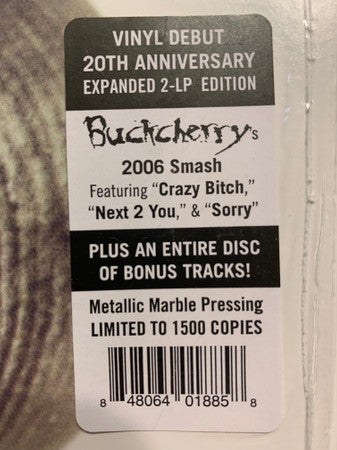 VINYL DEBUT
20TH ANNIVERSARY
EXPANDED 2-LP EDITION
Buckcherry's
2006 Smash
Featuring “Crazy Bitch,”
“Next 2 You,” & “Sorry”
PLUS AN ENTIRE DISC
OF BONUS TRACKS!
Metallic Marble Pressing
LIMITED TO 1500 COPIES
8 48064 01885 8